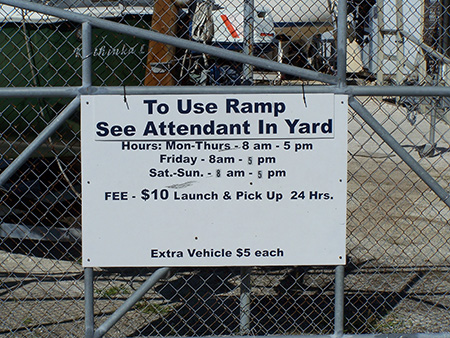 Kithinka
To Use Ramp
See Attendant In Yard
Hours: Mon-Thurs - 8 am - 5 pm
Friday - 8am - 5 pm
Sat.-Sun. - 8 am - 5 pm
FEE - $10 Launch & Pick Up 24 Hrs.
Extra Vehicle $5 each